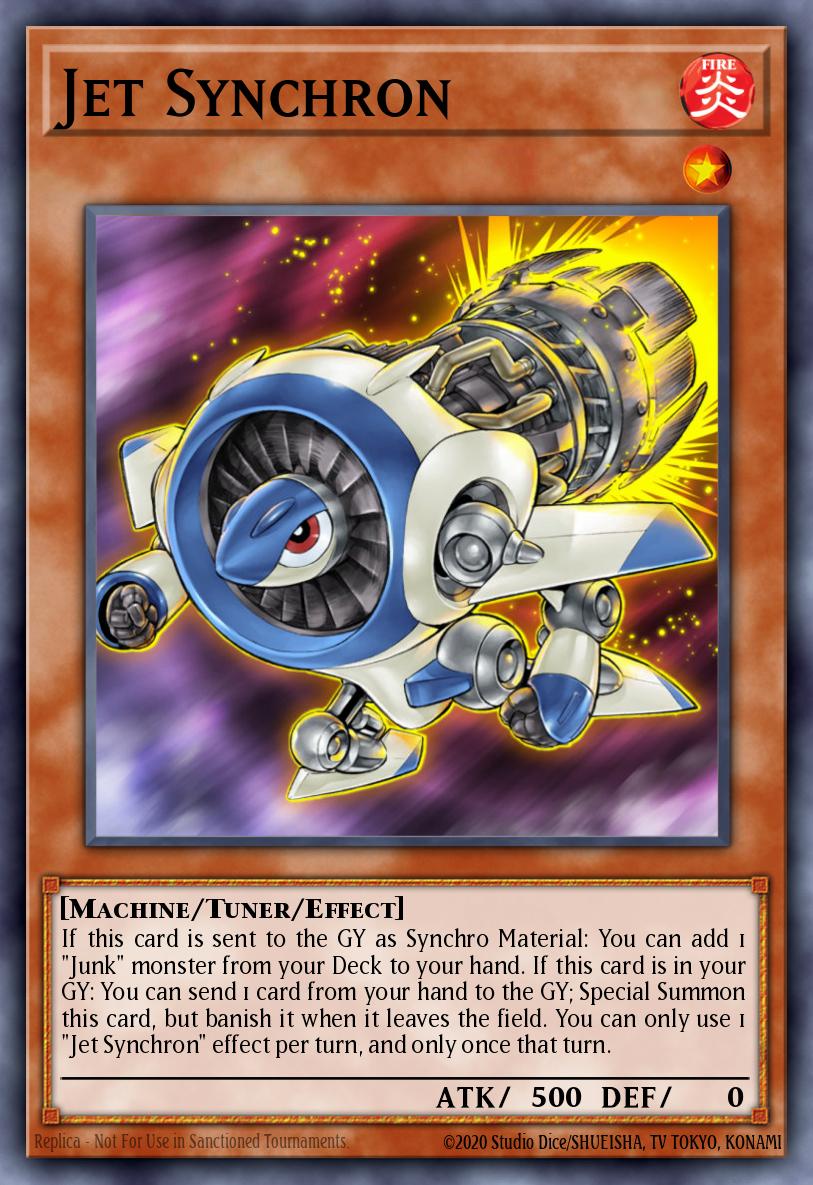 Jet Synchron
FIRE
炎
[Machine/Tuner/Effect]
If this card is sent to the GY as Synchro Material: You can add 1
"Junk" monster from your Deck to your hand. If this card is in your
GY: You can send 1 card from your hand to the GY; Special Summon
this card, but banish it when it leaves the field. You can only use 1
"Jet Synchron" effect per turn, and only once that turn.
ATK/ 500 DEF/ 0
Replica - Not For Use in Sanctioned Tournaments. ©2020 Studio Dice/SHUEISHA, TV TOKYO, KONAMI